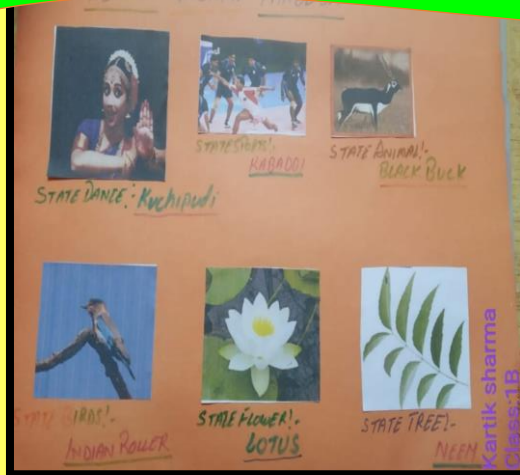 STATE SPORTS!-
KABADDI
STATE ANIMAL!-
BLACK BUCK
STATE DANCE:- Kuchipudi
STATE BIRDS!-
INDIAN ROLLER
STATE FLOWER!-
LOTUS
STATE TREE!-
NEEM
Kartik sharma
Class:1B